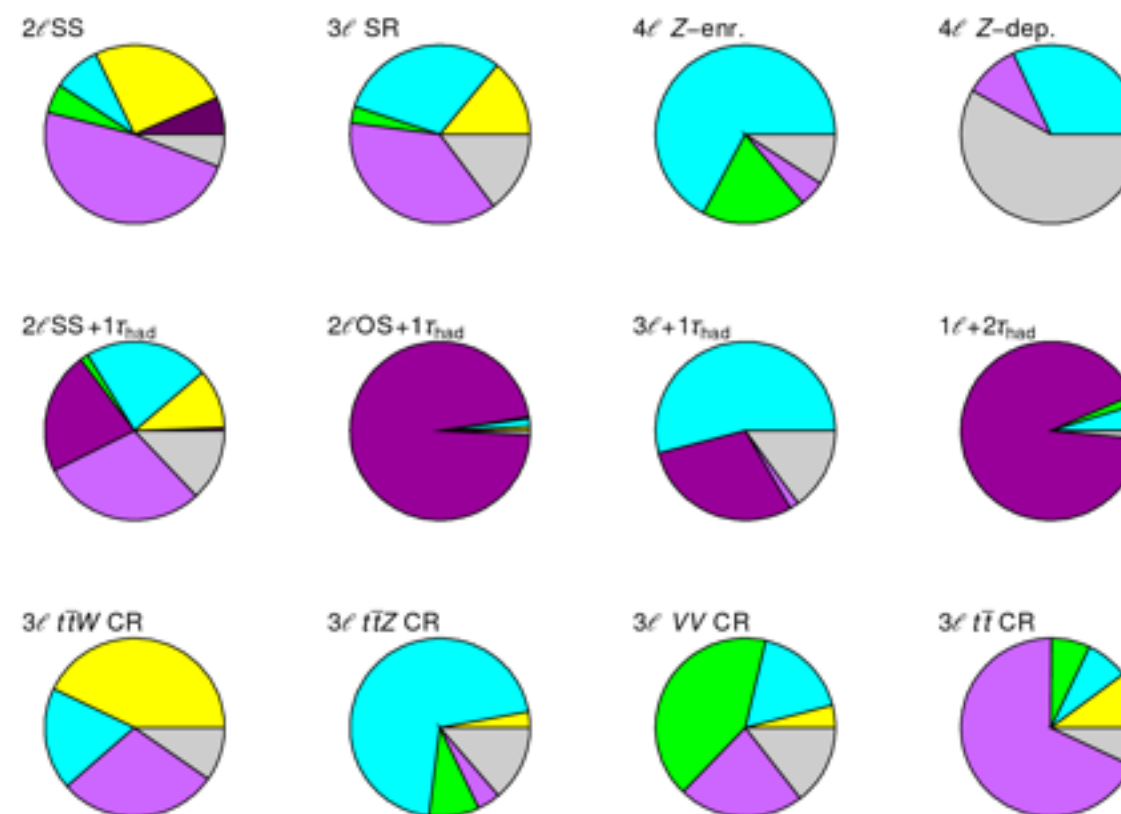 2ℓSS
3ℓ SR
4ℓ Z−enr.
4ℓ Z−dep.
2ℓSS+1τhad
2ℓOS+1τhad
3ℓ+1τhad
1ℓ+2τhad
3ℓ tt̅W CR
3ℓ tt̅Z CR
3ℓ VV CR
3ℓ tt̅ CR